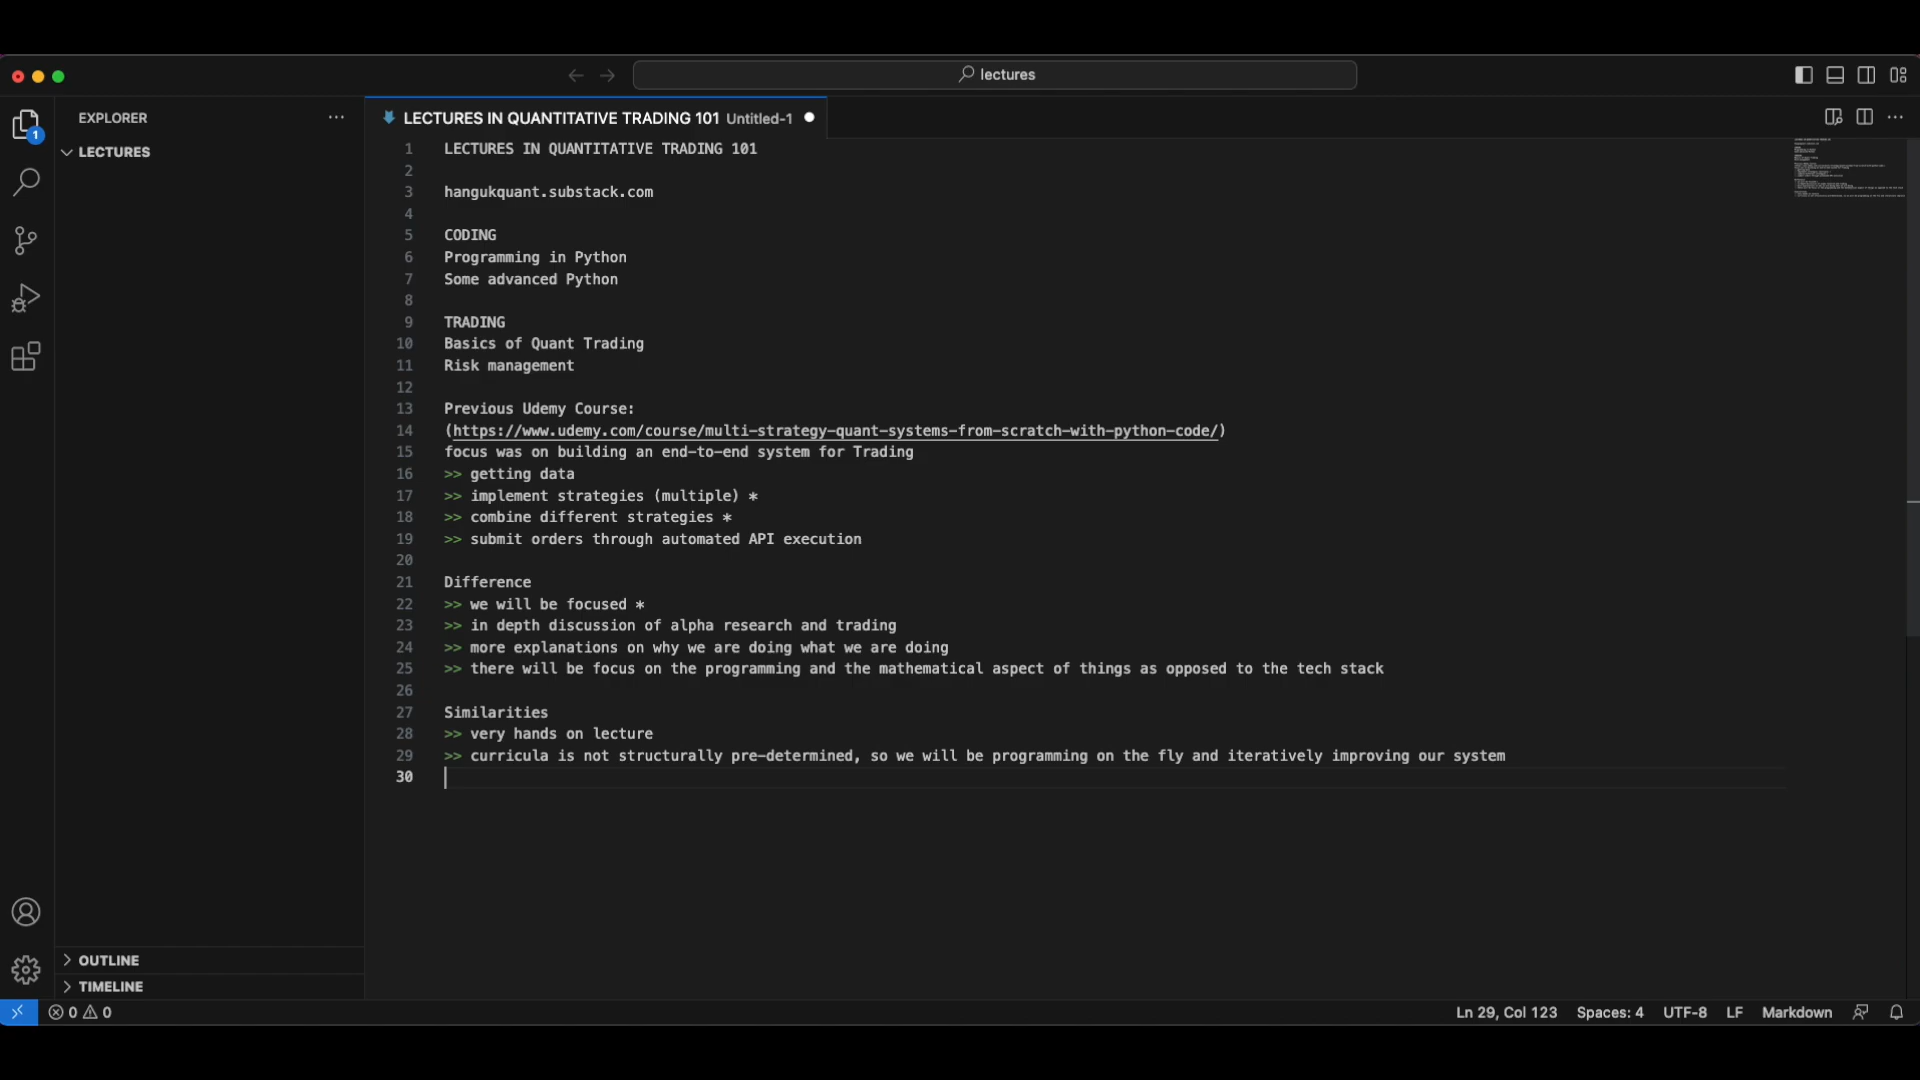 lectures
EXPLORER
LECTURES
1
LECTURES IN QUANTITATIVE TRADING 101 Untitled-1
1 LECTURES IN QUANTITATIVE TRADING 101
2
3 hangukquant.substack.com
4
5 CODING
6 Programming in Python
7 Some advanced Python
8
9 TRADING
10 Basics of Quant Trading
11 Risk management
12
13 Previous Udemy Course:
14 (https://www.udemy.com/course/multi-strategy-quant-systems-from-scratch-with-python-code/)
15 focus was on building an end-to-end system for Trading
16 >> getting data
17 >> implement strategies (multiple) *
18 >> combine different strategies *
19 >> submit orders through automated API execution
20
21 Difference
22 >> we will be focused *
23 >> in depth discussion of alpha research and trading
24 >> more explanations on why we are doing what we are doing
25 >> there will be focus on the programming and the mathematical aspect of things as opposed to the tech stack
26
27 Similarities
28 >> very hands on lecture
29 >> curricula is not structurally pre-determined, so we will be programming on the fly and iteratively improving our system
30
OUTLINE
TIMELINE
0 0
Ln 29, Col 123 Spaces: 4 UTF-8 LF Markdown